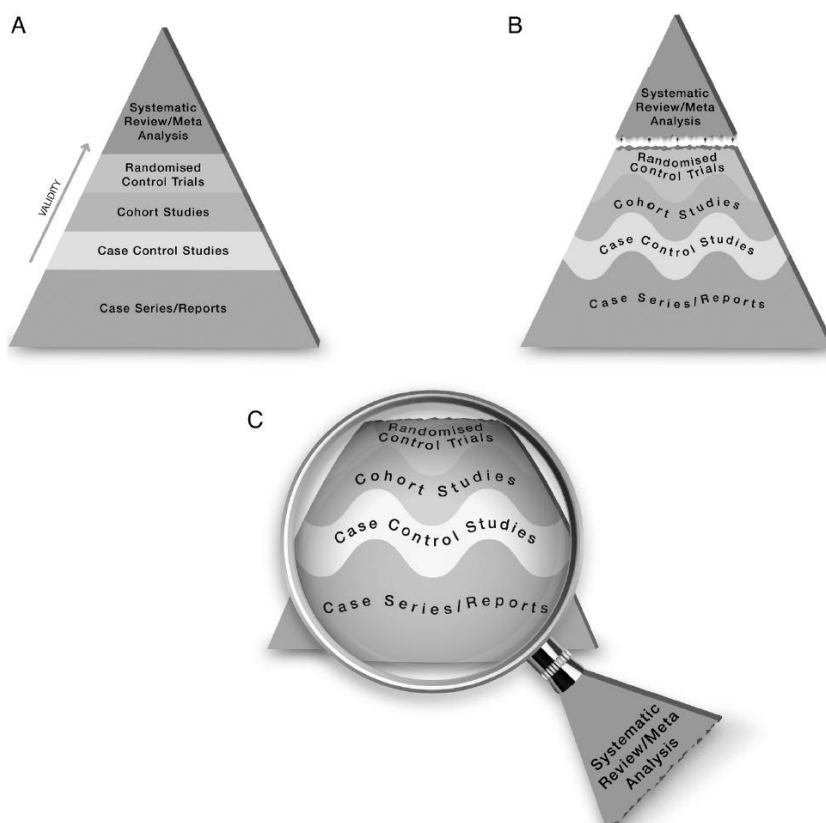 A
Systematic
Review/Meta
Analysis
Randomised
Control Trials
Cohort Studies
Case Control Studies
Case Series/Reports
VALIDITY
B
Systematic
Review/Meta
Analysis
Randomised
Control Trials
Cohort Studies
Case Control Studies
Case Series/Reports
C
Randomised
Control Trials
Cohort Studies
Case Control Studies
Case Series/Reports
Systematic
Review/Meta
Analysis